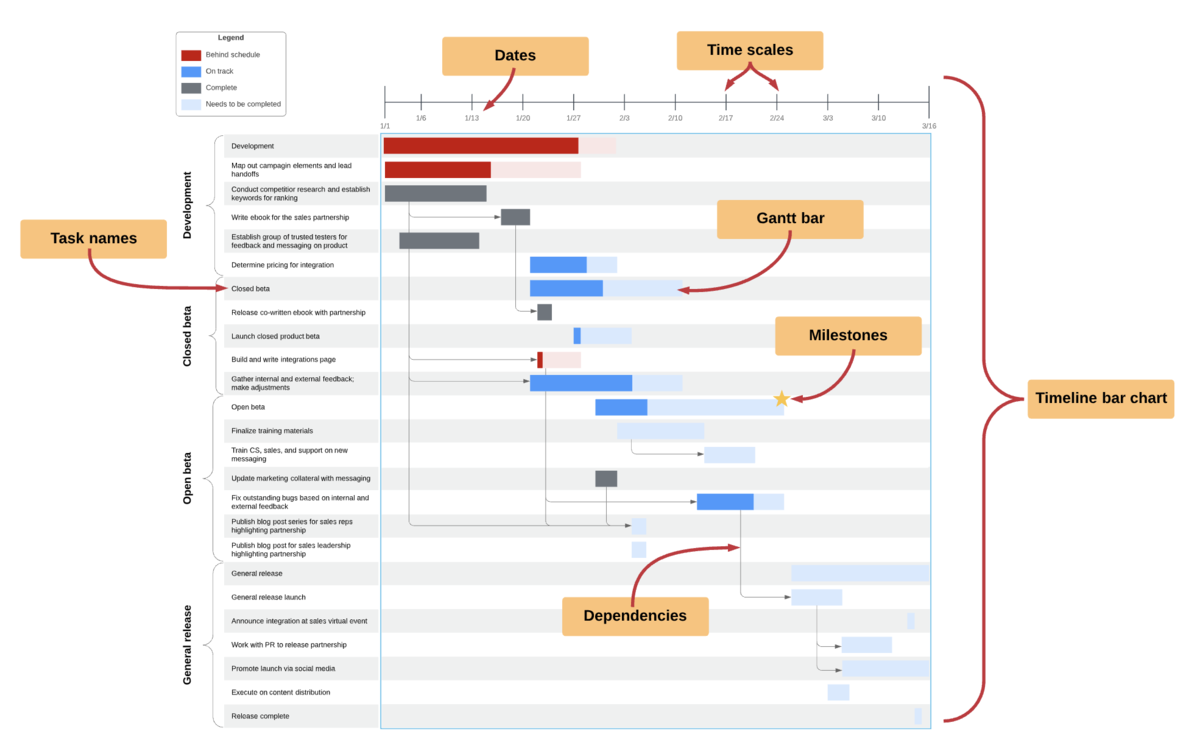 Legend
Behind schedule
On track
Complete
Needs to be completed
Dates
Time scales
1/1
1/6
1/13
1/20
1/27
2/3
2/10
2/17
2/24
3/3
3/10
3/16
Task names
Gantt bar
Milestones
Timeline bar chart
Dependencies
Development
Development
Map out campagin elements and lead
handoffs
Conduct competitior research and establish
keywords for ranking
Write ebook for the sales partnership
Establish group of trusted testers for
feedback and messaging on product
Determine pricing for integration
Closed beta
Closed beta
Release co-written ebook with partnership
Launch closed product beta
Build and write integrations page
Gather internal and external feedback;
make adjustments
Open beta
Open beta
Finalize training materials
Train CS, sales, and support on new
messaging
Update marketing collateral with messaging
Fix outstanding bugs based on internal and
external feedback
Publish blog post series for sales reps
highlighting partnership
Publish blog post for sales leadership
highlighting partnership
General release
General release
General release launch
Announce integration at sales virtual event
Work with PR to release partnership
Promote launch via social media
Execute on content distribution
Release complete